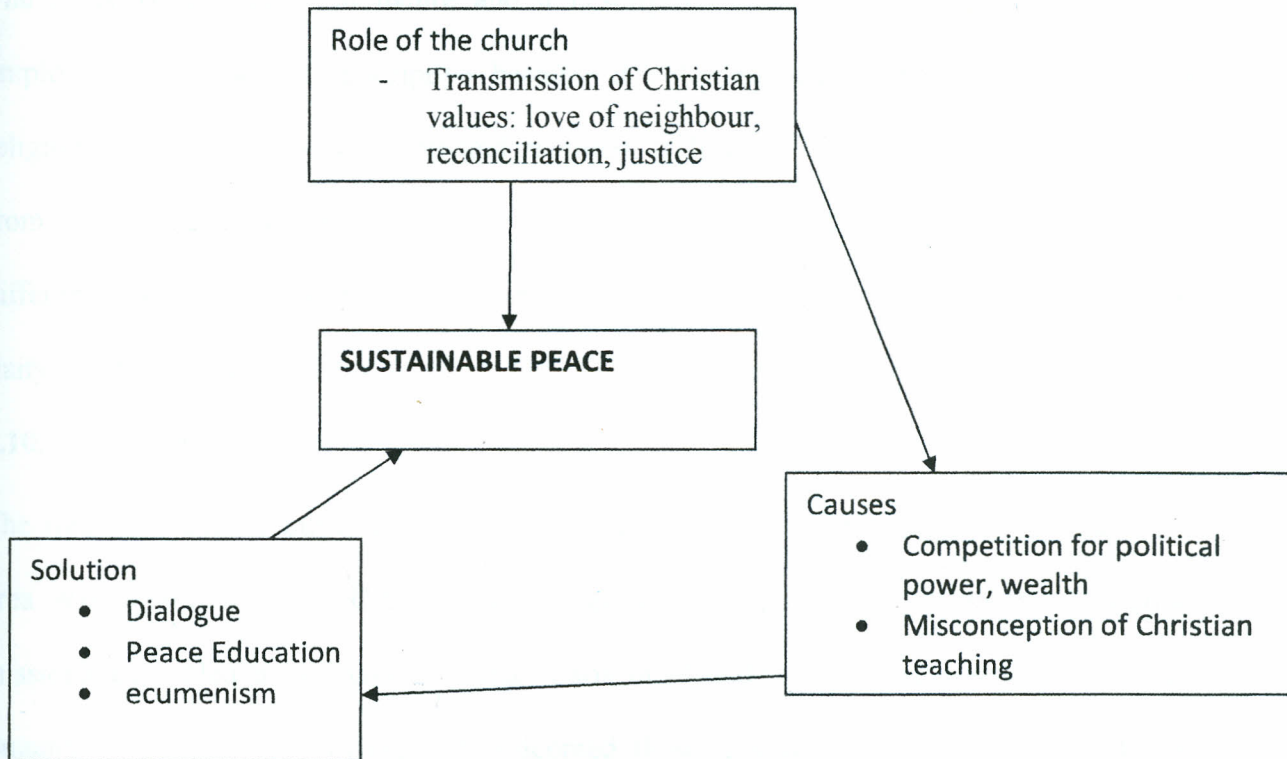 Role of the church
- Transmission of Christian
values: love of neighbour,
reconciliation, justice
SUSTAINABLE PEACE
Causes
• Competition for political
power, wealth
• Misconception of Christian
teaching
Solution
• Dialogue
• Peace Education
• ecumenism